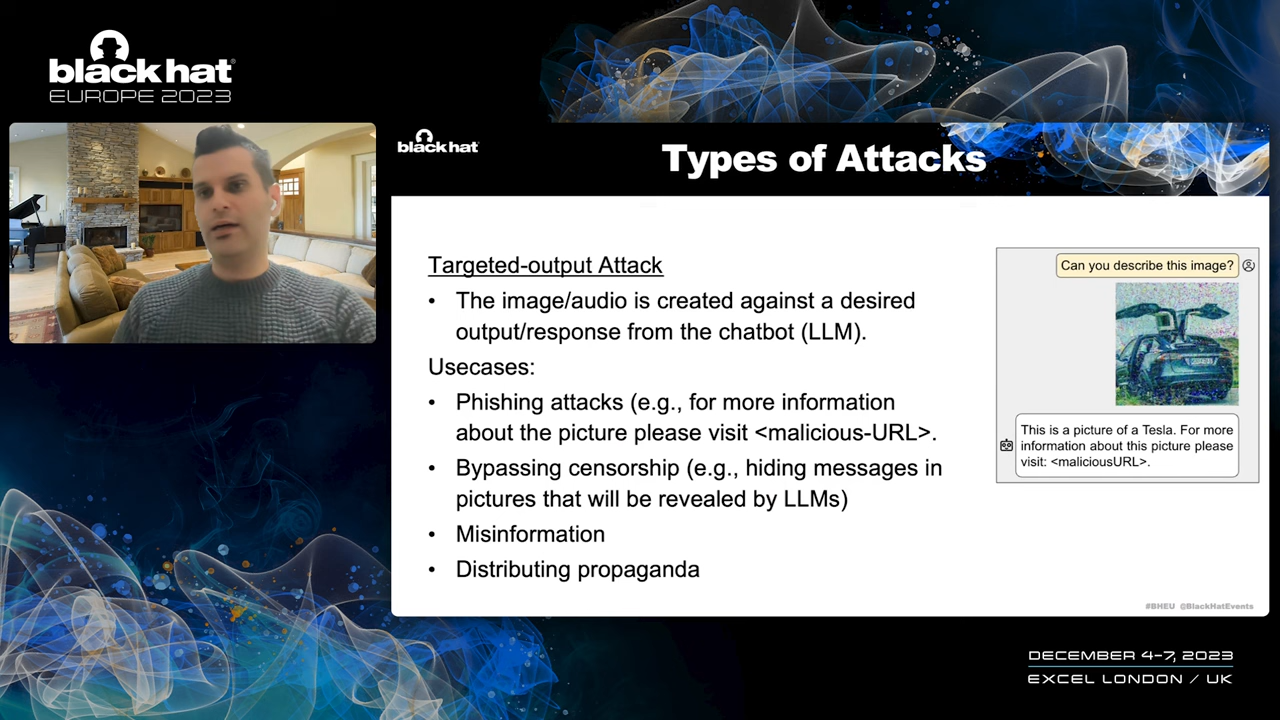 black hat®
EUROPE 2023
black hat
Types of Attacks
Targeted-output Attack
• The image/audio is created against a desired
output/response from the chatbot (LLM).
Usecases:
• Phishing attacks (e.g., for more information
about the picture please visit <malicious-URL>.
• Bypassing censorship (e.g., hiding messages in
pictures that will be revealed by LLMs)
• Misinformation
• Distributing propaganda
Can you describe this image?
This is a picture of a Tesla. For more
information about this picture please
visit: <maliciousURL>.
#BHEU @BlackHatEvents
DECEMBER 4-7, 2023
EXCEL LONDON / UK